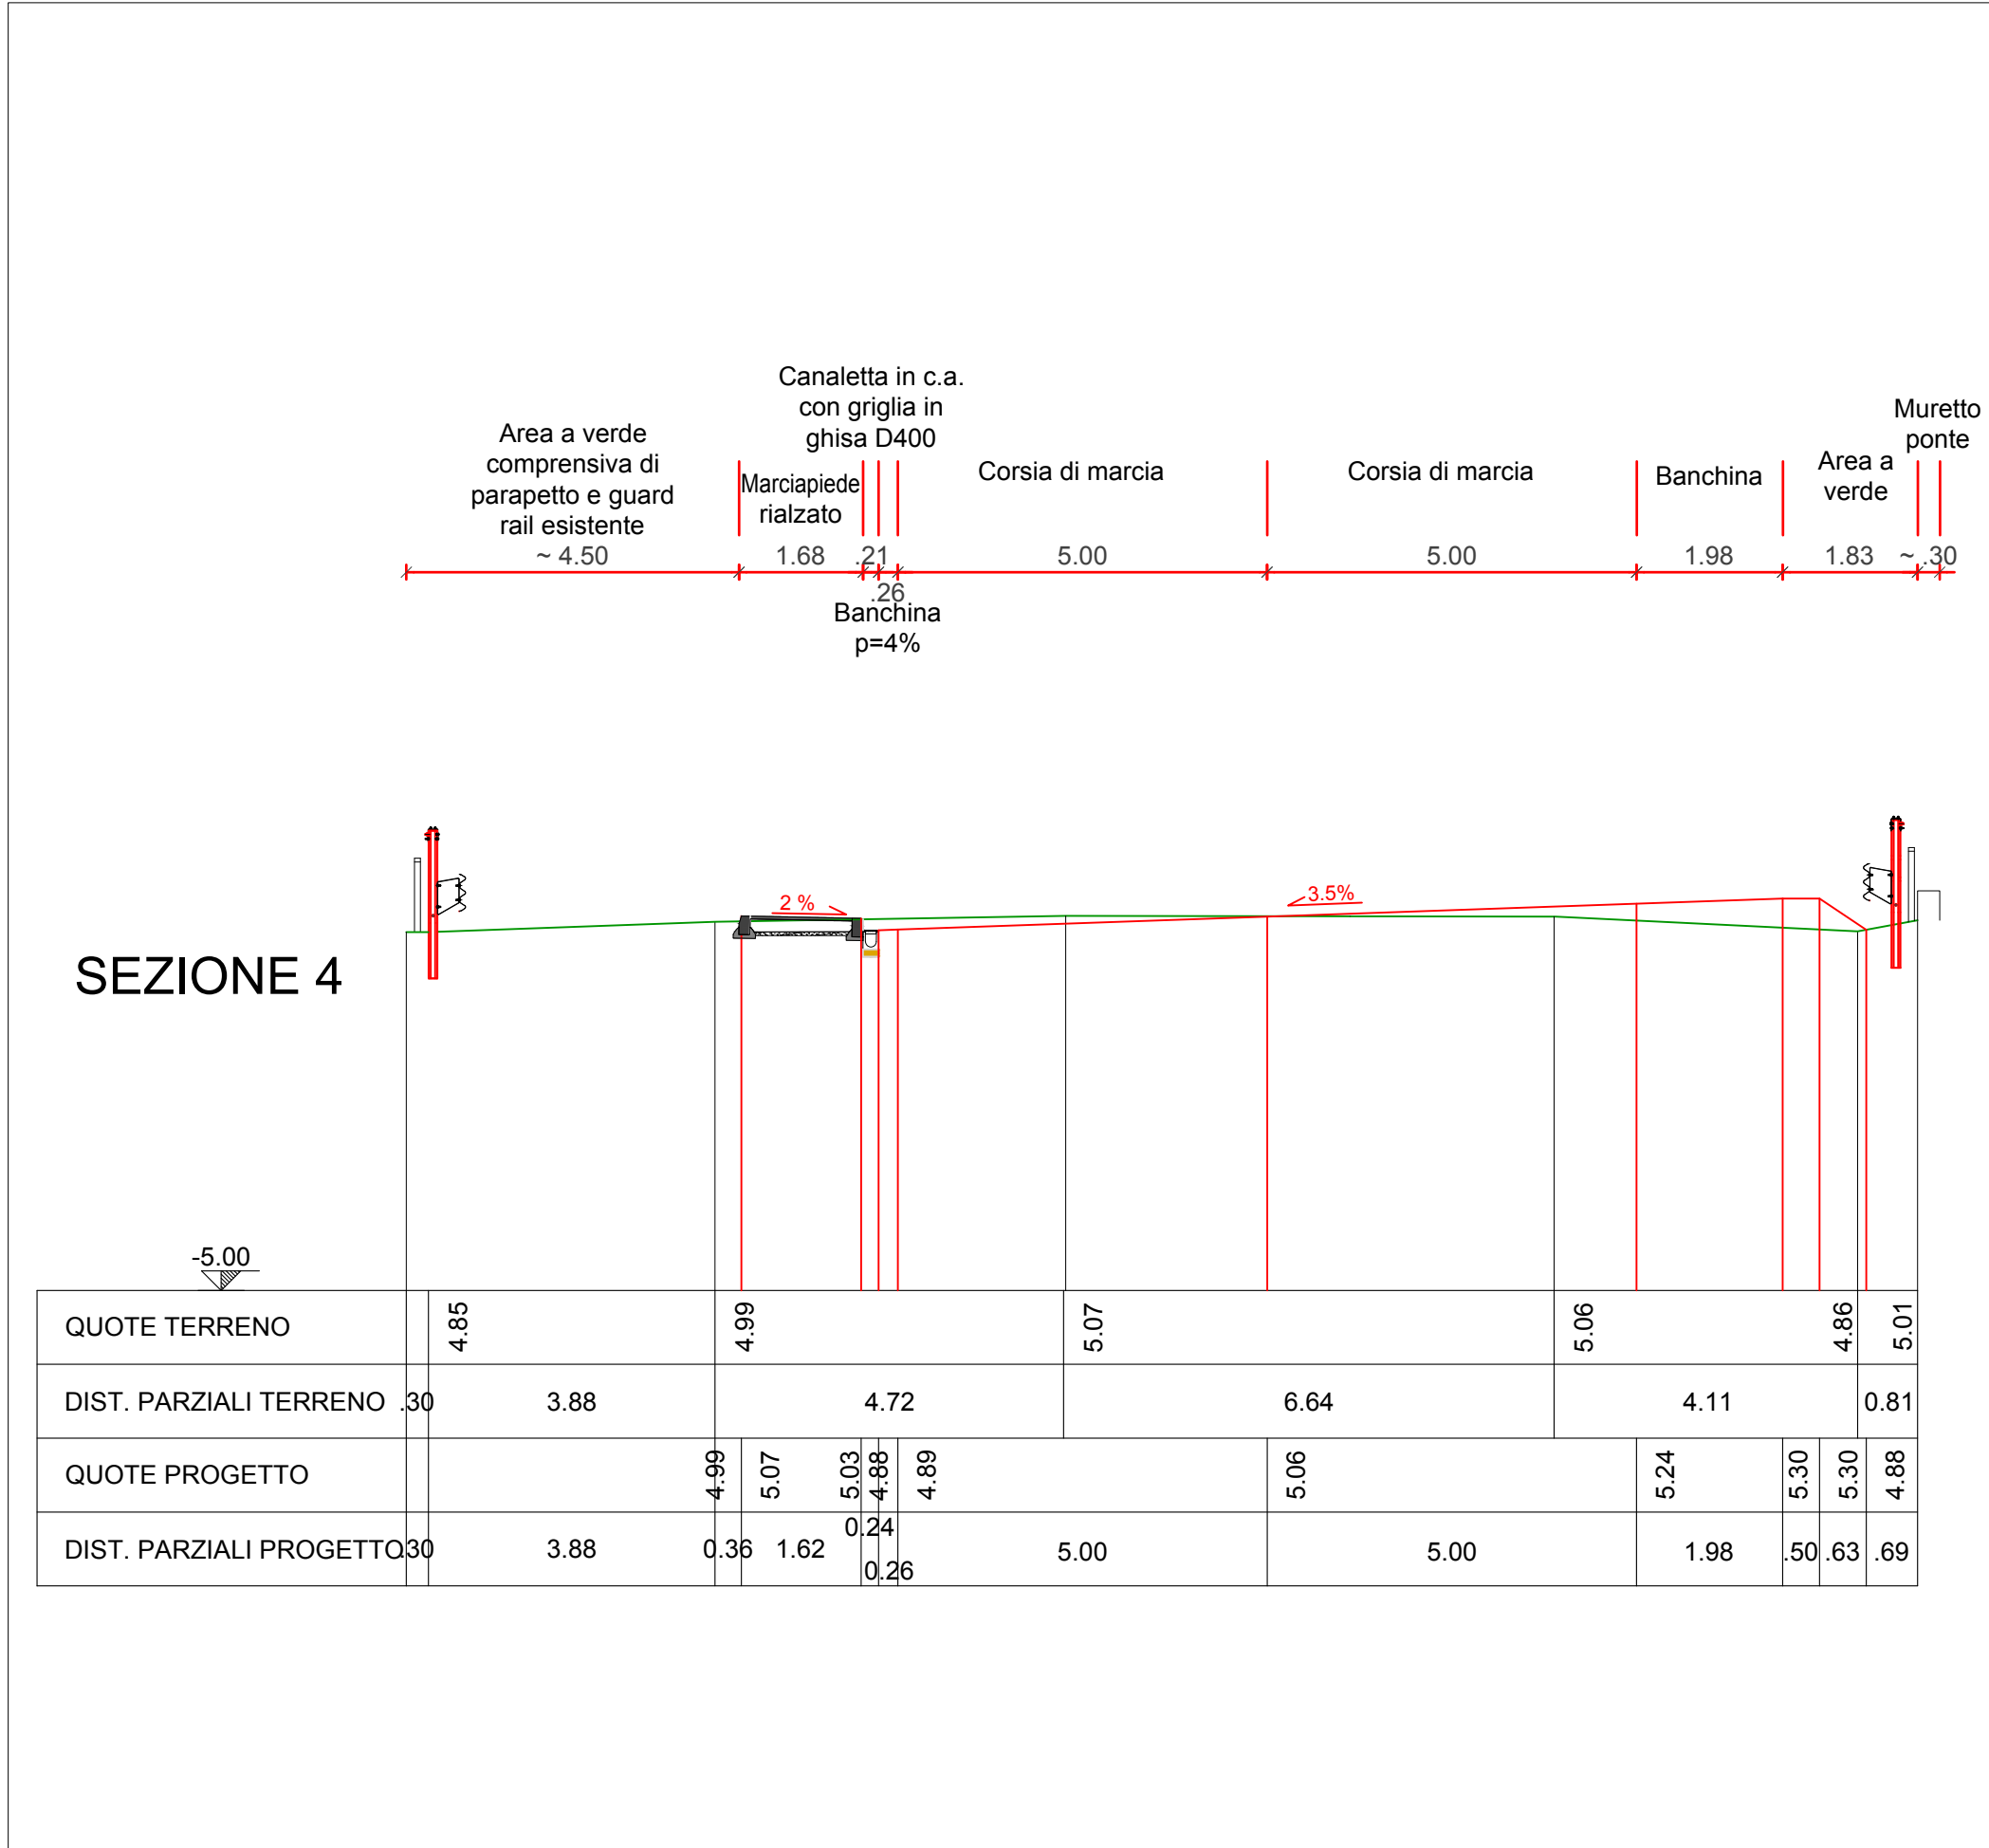 Canaletta in c.a.
con griglia in
ghisa D400
Muretto
ponte
Area a verde
comprensiva di
parapetto e guard
rail esistente
Marciapiede
rialzato
Corsia di marcia
Corsia di marcia
Banchina
Area a
verde
~ 4.50
1.68
.21
5.00
5.00
1.98
1.83
~ .30
.26
Banchina
p=4%
2 %
3.5%
SEZIONE 4
-5.00
QUOTE TERRENO 4.85 4.99 5.07 5.06 4.86 5.01
DIST. PARZIALI TERRENO .30 3.88 4.72 6.64 4.11 0.81
QUOTE PROGETTO 4.99 5.07 5.03 4.88 4.89 5.06 5.24 5.30 5.30 4.88
DIST. PARZIALI PROGETTO .30 3.88 0.36 1.62 0.24 0.26 5.00 5.00 1.98 .50 .63 .69